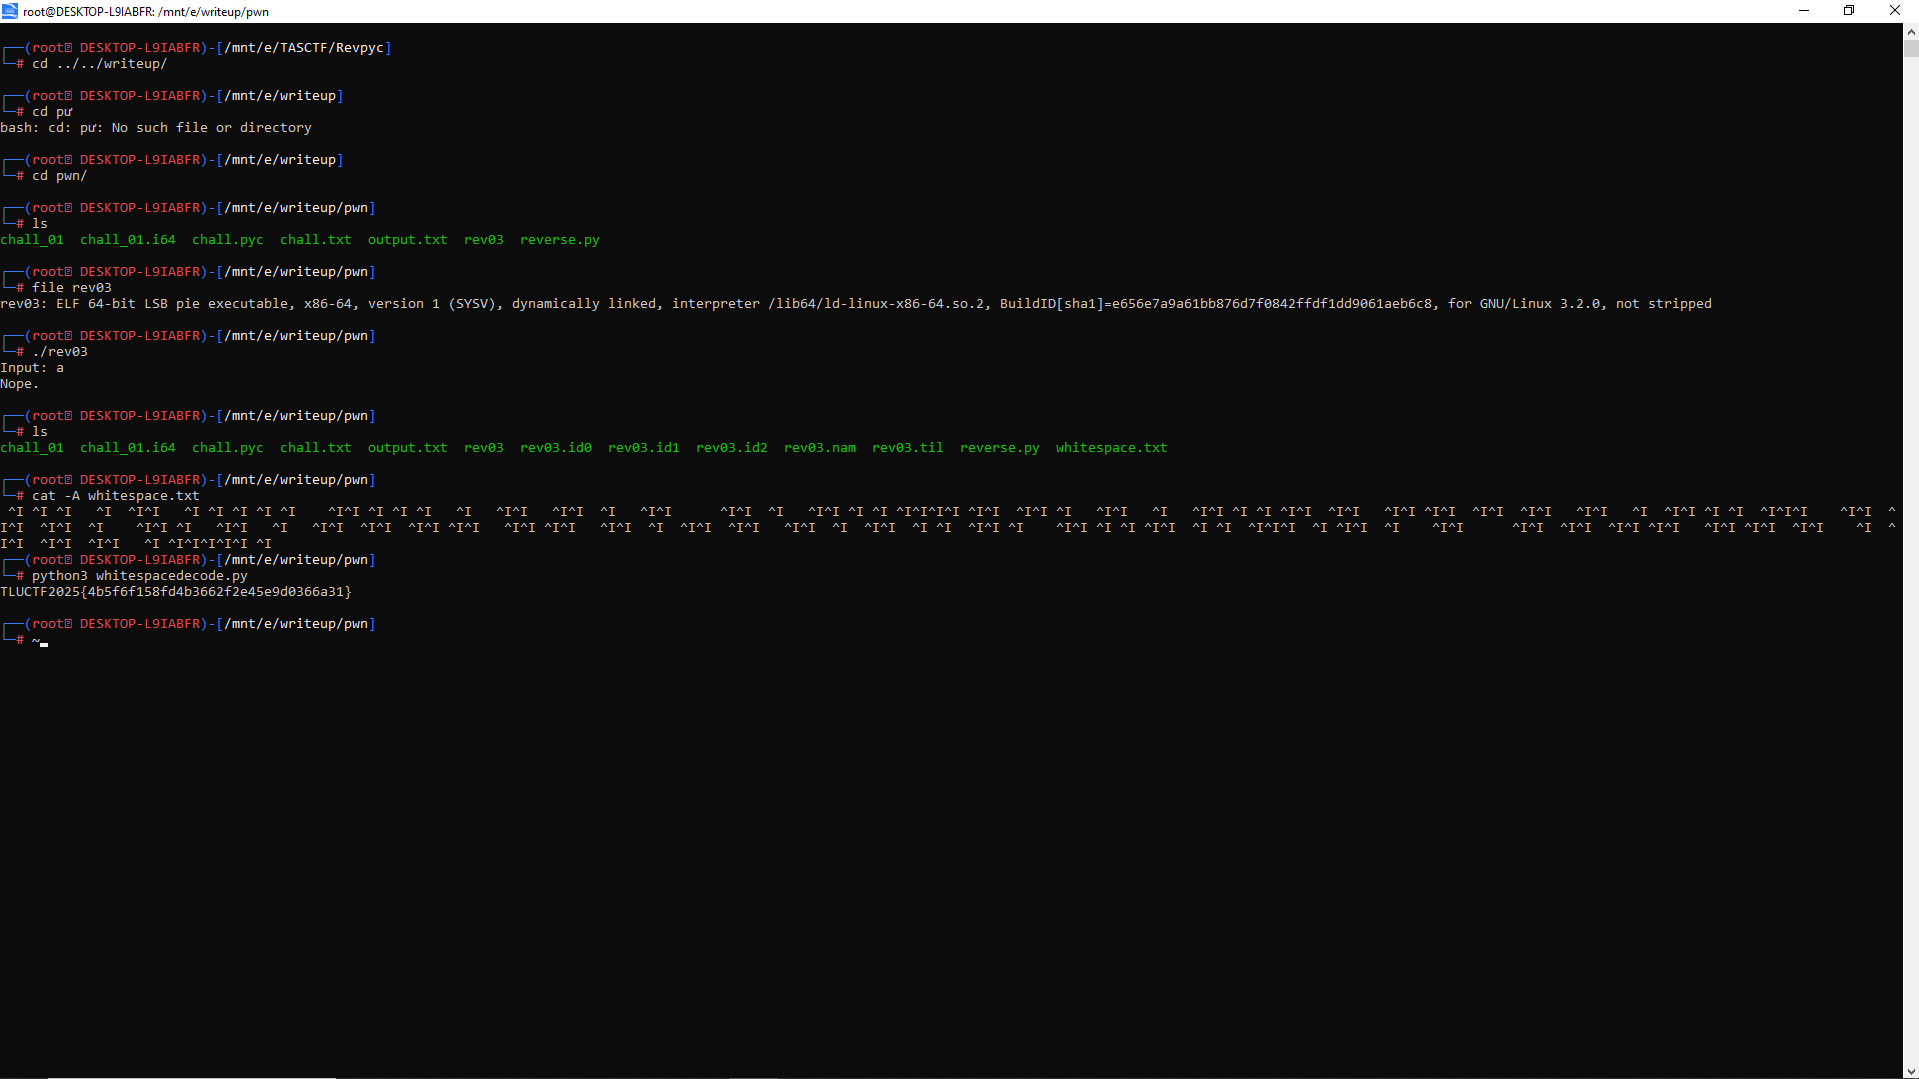 root@DESKTOP-L9IABFR: /mnt/e/writeup/pwn
┌──(root㉿ DESKTOP-L9IABFR)-[/mnt/e/TASCTF/Revpyc]
└─# cd ../../writeup/
┌──(root㉿ DESKTOP-L9IABFR)-[/mnt/e/writeup]
└─# cd pư
bash: cd: pư: No such file or directory
┌──(root㉿ DESKTOP-L9IABFR)-[/mnt/e/writeup]
└─# cd pwn/
┌──(root㉿ DESKTOP-L9IABFR)-[/mnt/e/writeup/pwn]
└─# ls
chall_01  chall_01.i64  chall.pyc  chall.txt  output.txt  rev03  reverse.py
┌──(root㉿ DESKTOP-L9IABFR)-[/mnt/e/writeup/pwn]
└─# file rev03
rev03: ELF 64-bit LSB pie executable, x86-64, version 1 (SYSV), dynamically linked, interpreter /lib64/ld-linux-x86-64.so.2, BuildID[sha1]=e656e7a9a61bb876d7f0842ffdf1dd9061aeb6c8, for GNU/Linux 3.2.0, not stripped
┌──(root㉿ DESKTOP-L9IABFR)-[/mnt/e/writeup/pwn]
└─# ./rev03
Input: a
Nope.
┌──(root㉿ DESKTOP-L9IABFR)-[/mnt/e/writeup/pwn]
└─# ls
chall_01  chall_01.i64  chall.pyc  chall.txt  output.txt  rev03  rev03.id0  rev03.id1  rev03.id2  rev03.nam  rev03.til  reverse.py  whitespace.txt
┌──(root㉿ DESKTOP-L9IABFR)-[/mnt/e/writeup/pwn]
└─# cat -A whitespace.txt
 ^I ^I ^I   ^I  ^I^I   ^I ^I ^I ^I ^I    ^I^I ^I ^I ^I   ^I   ^I^I   ^I^I  ^I   ^I^I      ^I^I  ^I    ^I^I ^I ^I ^I^I^I^I ^I^I  ^I^I ^I   ^I^I   ^I   ^I^I ^I ^I ^I^I  ^I^I   ^I^I ^I^I  ^I^I  ^I^I   ^I^I   ^I  ^I^I ^I ^I  ^I^I^I    ^I^I  ^
I^I  ^I^I  ^I    ^I^I ^I   ^I^I   ^I   ^I^I  ^I^I  ^I^I ^I^I   ^I^I ^I^I   ^I^I  ^I  ^I^I  ^I^I   ^I^I  ^I^I  ^I ^I  ^I^I ^I    ^I^I ^I ^I^I  ^I ^I  ^I^I^I  ^I ^I^I  ^I    ^I^I      ^I^I  ^I^I  ^I^I ^I^I   ^I^I ^I^I  ^I^I    ^I  ^
I^I  ^I^I  ^I^I   ^I ^I^I^I^I^I ^I
┌──(root㉿ DESKTOP-L9IABFR)-[/mnt/e/writeup/pwn]
└─# python3 whitespacedecode.py
TLUCTF2025{4b5f6f158fd4b3662f2e45e9d0366a31}
┌──(root㉿ DESKTOP-L9IABFR)-[/mnt/e/writeup/pwn]
└─# ~